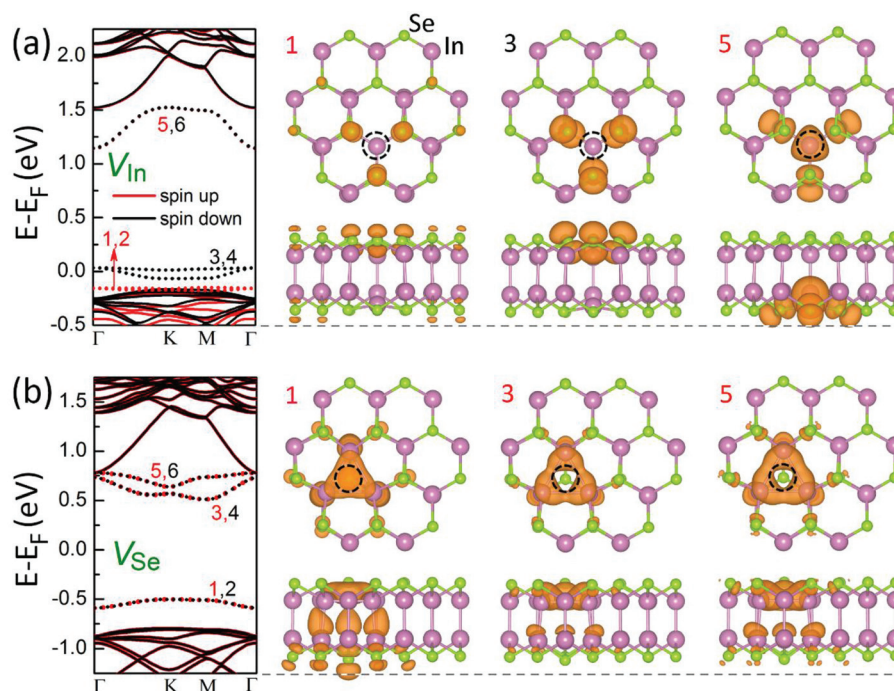 (a)
E-E_F (eV)
2.0
1.5
1.0
0.5
0.0
-0.5
5,6
V_In
spin up
spin down
1,2
3,4
Γ K M Γ
1
Se
In
3
5
(b)
E-E_F (eV)
1.5
1.0
0.5
0.0
-0.5
-1.0
5,6
3,4
V_Se
1,2
Γ K M Γ
1
3
5